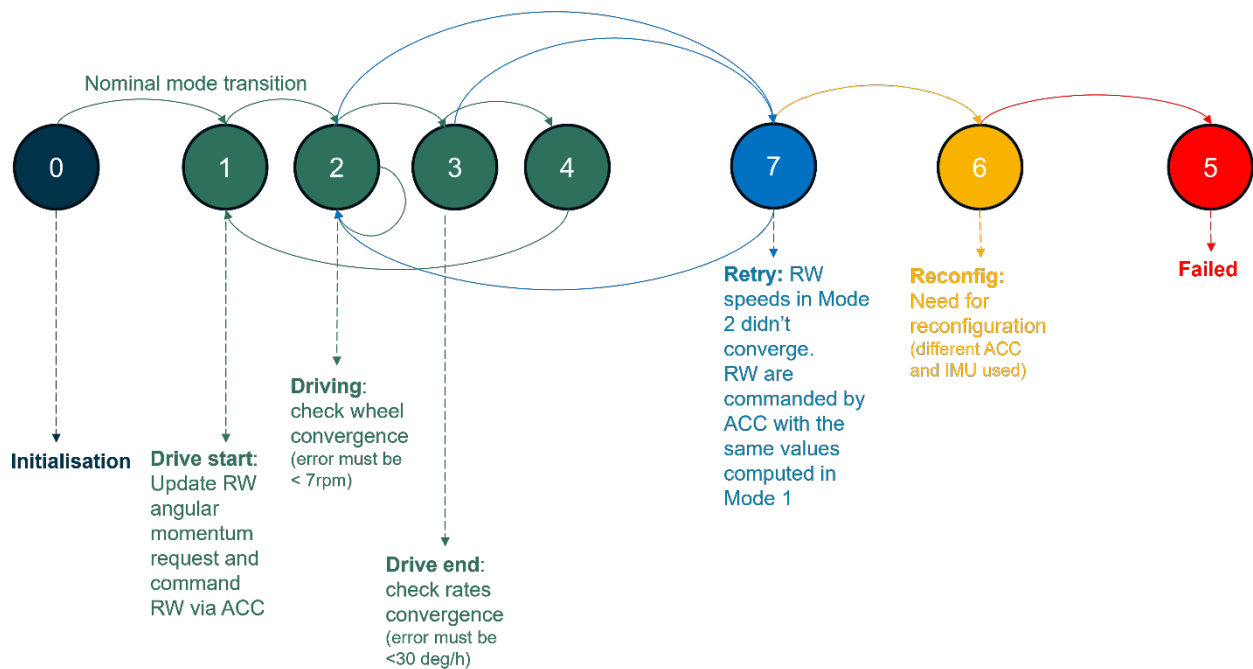 Nominal mode transition
0
1
2
3
4
7
6
5
Initialisation
Drive start:
Update RW
angular
momentum
request and
command
RW via ACC
Driving:
check wheel
convergence
(error must be
< 7rpm)
Drive end:
check rates
convergence
(error must be
<30 deg/h)
Retry: RW
speeds in Mode
2 didn't
converge.
RW are
commanded by
ACC with the
same values
computed in
Mode 1
Reconfig:
Need for
reconfiguration
(different ACC
and IMU used)
Failed